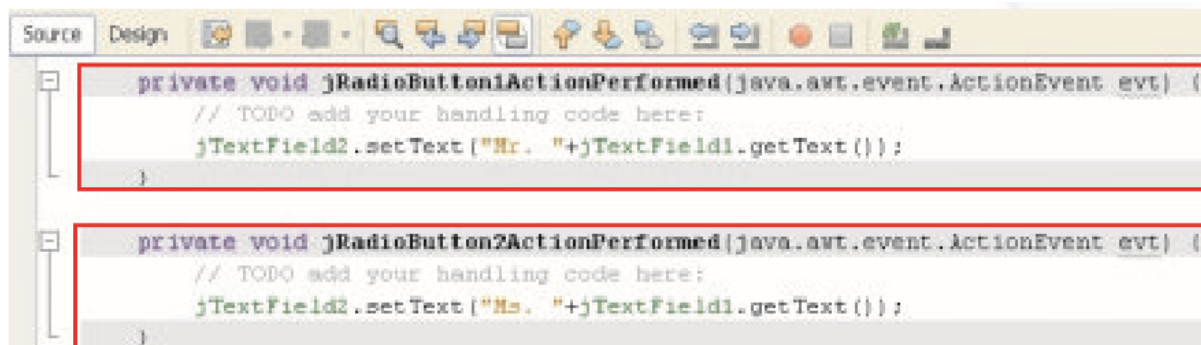 Source Design
private void jRadioButton1ActionPerformed(java.awt.event.ActionEvent evt) {
// TODO add your handling code here:
jTextField2.setText("Mr. "+jTextField1.getText());
}
private void jRadioButton2ActionPerformed(java.awt.event.ActionEvent evt) {
// TODO add your handling code here:
jTextField2.setText("Ms. "+jTextField1.getText());
}